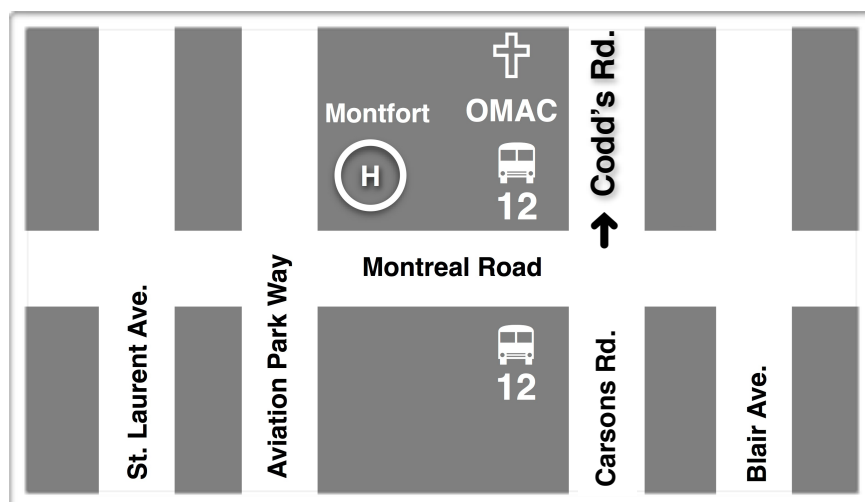 Codd's Rd.
Montfort
OMAC
H
12
Montreal Road
St. Laurent Ave.
Aviation Park Way
12
Carsons Rd.
Blair Ave.